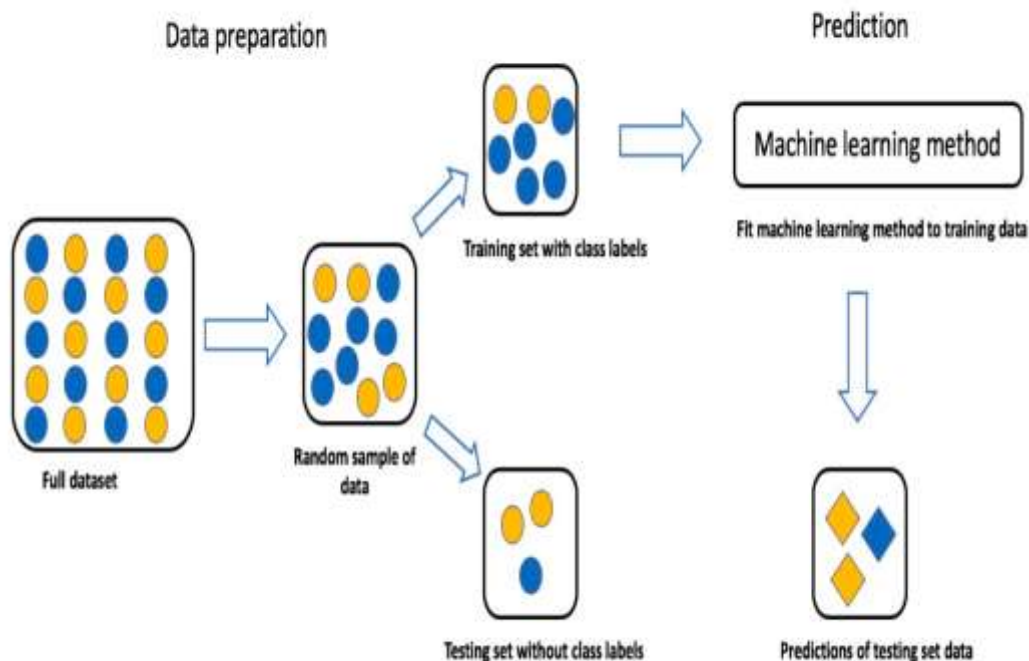 Data preparation
Prediction
Machine learning method
Training set with class labels
Fit machine learning method to training data
Full dataset
Random sample of
data
Testing set without class labels
Predictions of testing set data